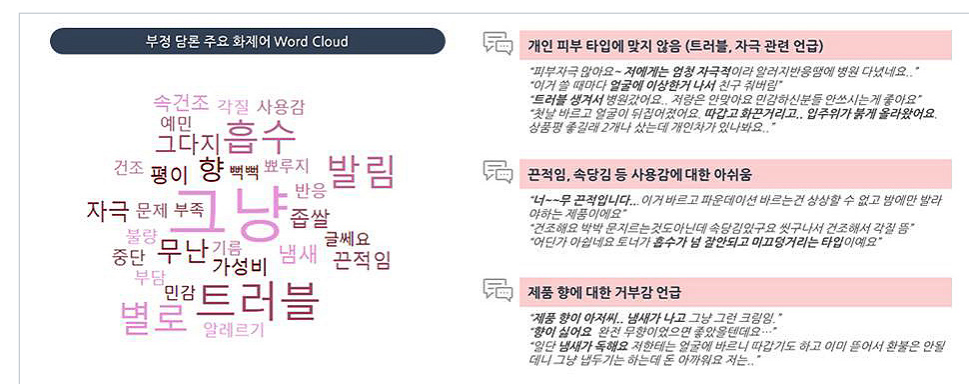 부정 담론 주요 화제어 Word Cloud
속건조 각질 사용감
예민 흡수
그다지
건조 평이 향 뻑뻑 뾰루지 발림
반응
자극 문제 부족 그냥 좁쌀
불량 글쎄요
중단 무난 기름 냄새 끈적임
가성비
부담
민감 트러블
별로 알레르기
개인 피부 타입에 맞지 않음 (트러블, 자극 관련 언급)
“피부자극 많아요~ 저에게는 엄청 자극적이라 알러지반응땜에 병원 다녔네요..”
“이거 쓸 때마다 얼굴에 이상한거 나서 친구 줘버림”
“트러블 생겨서 병원갔어요.. 저랑은 안맞아요 민감하신분들 안쓰시는게 좋아요”
“첫날 바르고 얼굴이 뒤집어졌어요. 따갑고 화끈거리고.. 입주위가 붉게 올라왔어요.
상품평 좋길래 2개나 샀는데 개인차가 있나봐요..”
끈적임, 속당김 등 사용감에 대한 아쉬움
“너~~무 끈적입니다...이거 바르고 파운데이션 바르는건 상상할 수 없고 밤에만 발라
야하는 제품이에요”
“건조해요 박박 문지르는것도아닌데 속당김있구요 씻구나서 건조해서 각질 뜸”
“어딘가 아쉽네요 토너가 흡수가 넘 잘안되고 미끄덩거리는 타입이예요”
제품 향에 대한 거부감 언급
“제품 향이 아저씨.. 냄새가 나고 그냥 그런 크림임.”
“향이 싫어요 완전 무향이었으면 좋았을텐데요…”
“일단 냄새가 독해요 저한테는 얼굴에 바르니 따갑기도 하고 이미 뜯어서 환불은 안될
데니 그냥 냅두기는 하는데 돈 아까워요 저는..”